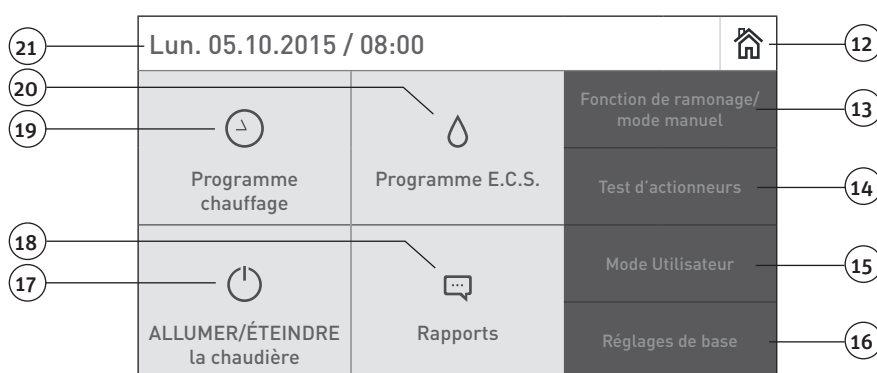 21
Lun. 05.10.2015 / 08:00
12
20
19
Programme
chauffage
Programme E.C.S.
Fonction de ramonage/
mode manuel
13
Test d'actionneurs
14
18
17
ALLUMER/ÉTEINDRE
la chaudière
Rapports
Mode Utilisateur
15
Réglages de base
16